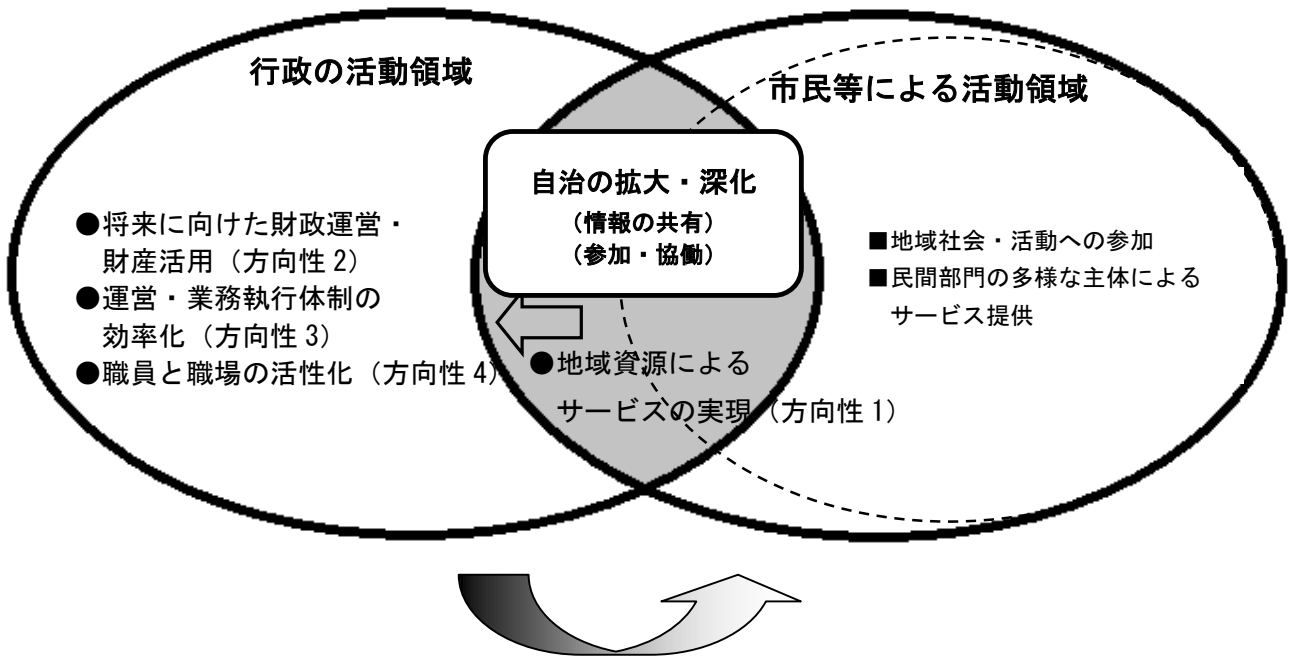 行政の活動領域
市民等による活動領域
自治の拡大・深化
(情報の共有)
(参加・協働)
●将来に向けた財政運営・
財産活用(方向性2)
●運営・業務執行体制の
効率化(方向性3)
●職員と職場の活性化(方向性4)
●地域資源による
サービスの実現(方向性1)
■地域社会・活動への参加
■民間部門の多様な主体による
サービス提供